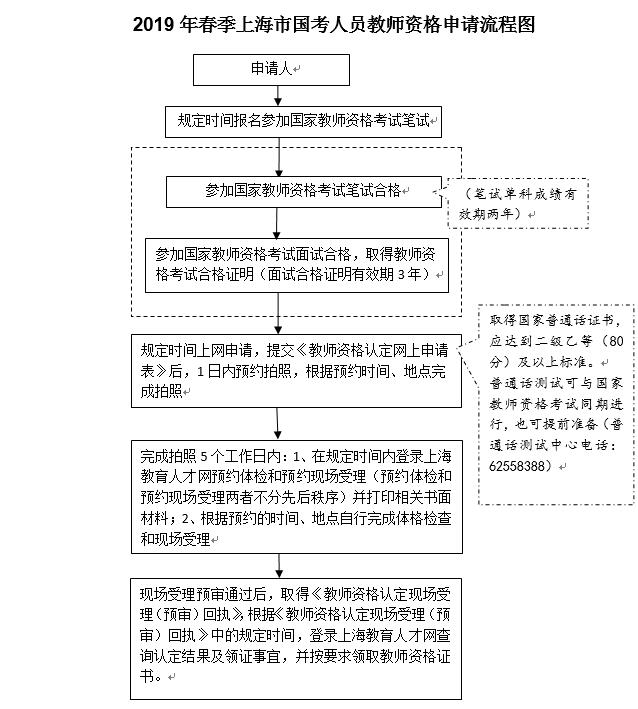 2019 年春季上海市国考人员教师资格申请流程图
申请人
规定时间报名参加国家教师资格考试笔试
参加国家教师资格考试笔试合格
（笔试单科成绩有
效期两年）
参加国家教师资格考试面试合格，取得教师资
格考试合格证明（面试合格证明有效期 3 年）
规定时间上网申请，提交《教师资格认定网上申请
表》后，1 日内预约拍照，根据预约时间、地点完
成拍照
取得国家普通话证书，
应达到二级乙等（80
分）及以上标准。
普通话测试可与国家
教师资格考试同期进
行，也可提前准备（普
通话测试中心电话：
62558388）
完成拍照 5 个工作日内：1、在规定时间内登录上海
教育人才网预约体检和预约现场受理（预约体检和
预约现场受理两者不分先后秩序）并打印相关书面
材料；2、根据预约的时间、地点自行完成体格检查
和现场受理
现场受理预审通过后，取得《教师资格认定现场受
理（预审）回执》，根据《教师资格认定现场受理（预
审）回执》中的规定时间，登录上海教育人才网查
询认定结果及领证事宜，并按要求领取教师资格证
书。